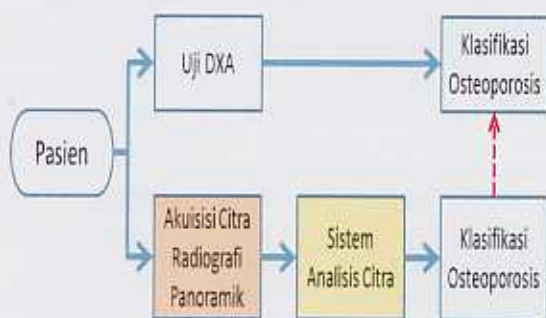 Uji DXA
Klasifikasi
Osteoporosis
Pasien
Akuisisi Citra
Radiografi
Panoramik
Sistem
Analisis Citra
Klasifikasi
Osteoporosis